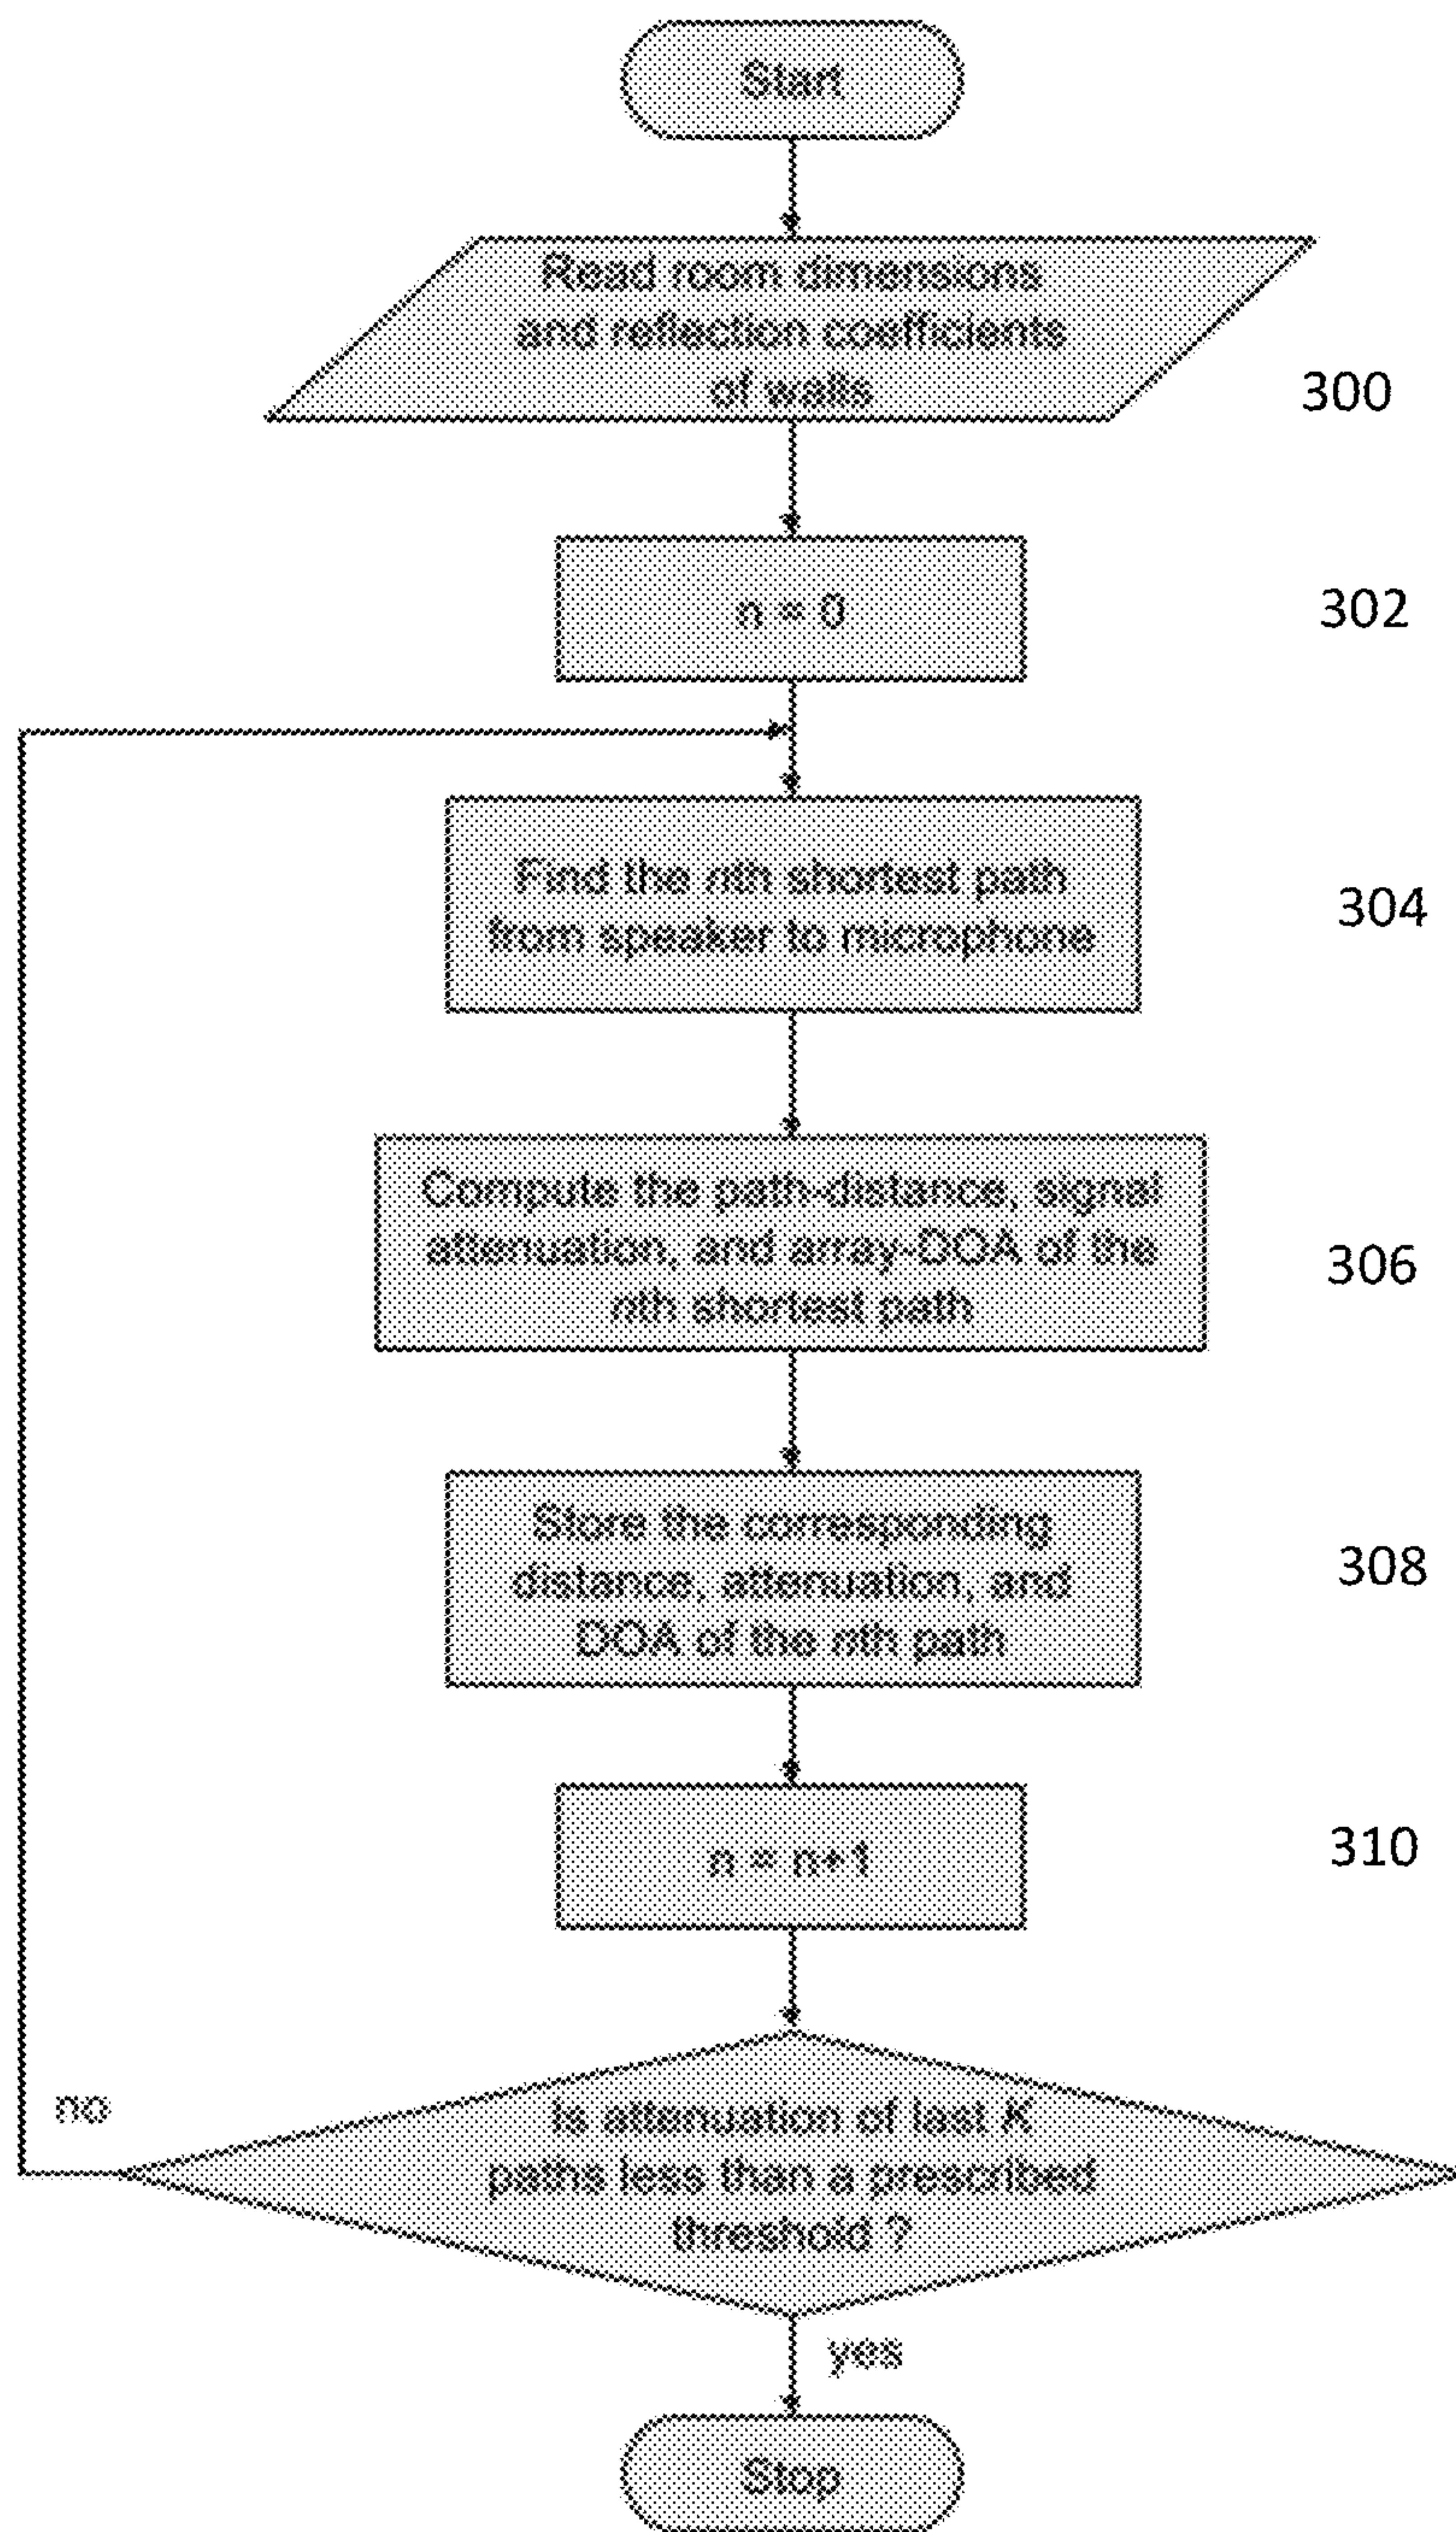 Start
Read room dimensions
and reflection coefficients
of walls
300
n = 0
302
Find the nth shortest path
from speaker to microphone
304
Compute the path-distance, signal
attenuation, and array-DOA of the
nth shortest path
306
Store the corresponding
distance, attenuation, and
DOA of the nth path
308
n = n+1
310
no
Is attenuation of last K
paths less than a prescribed
threshold ?
yes
Stop